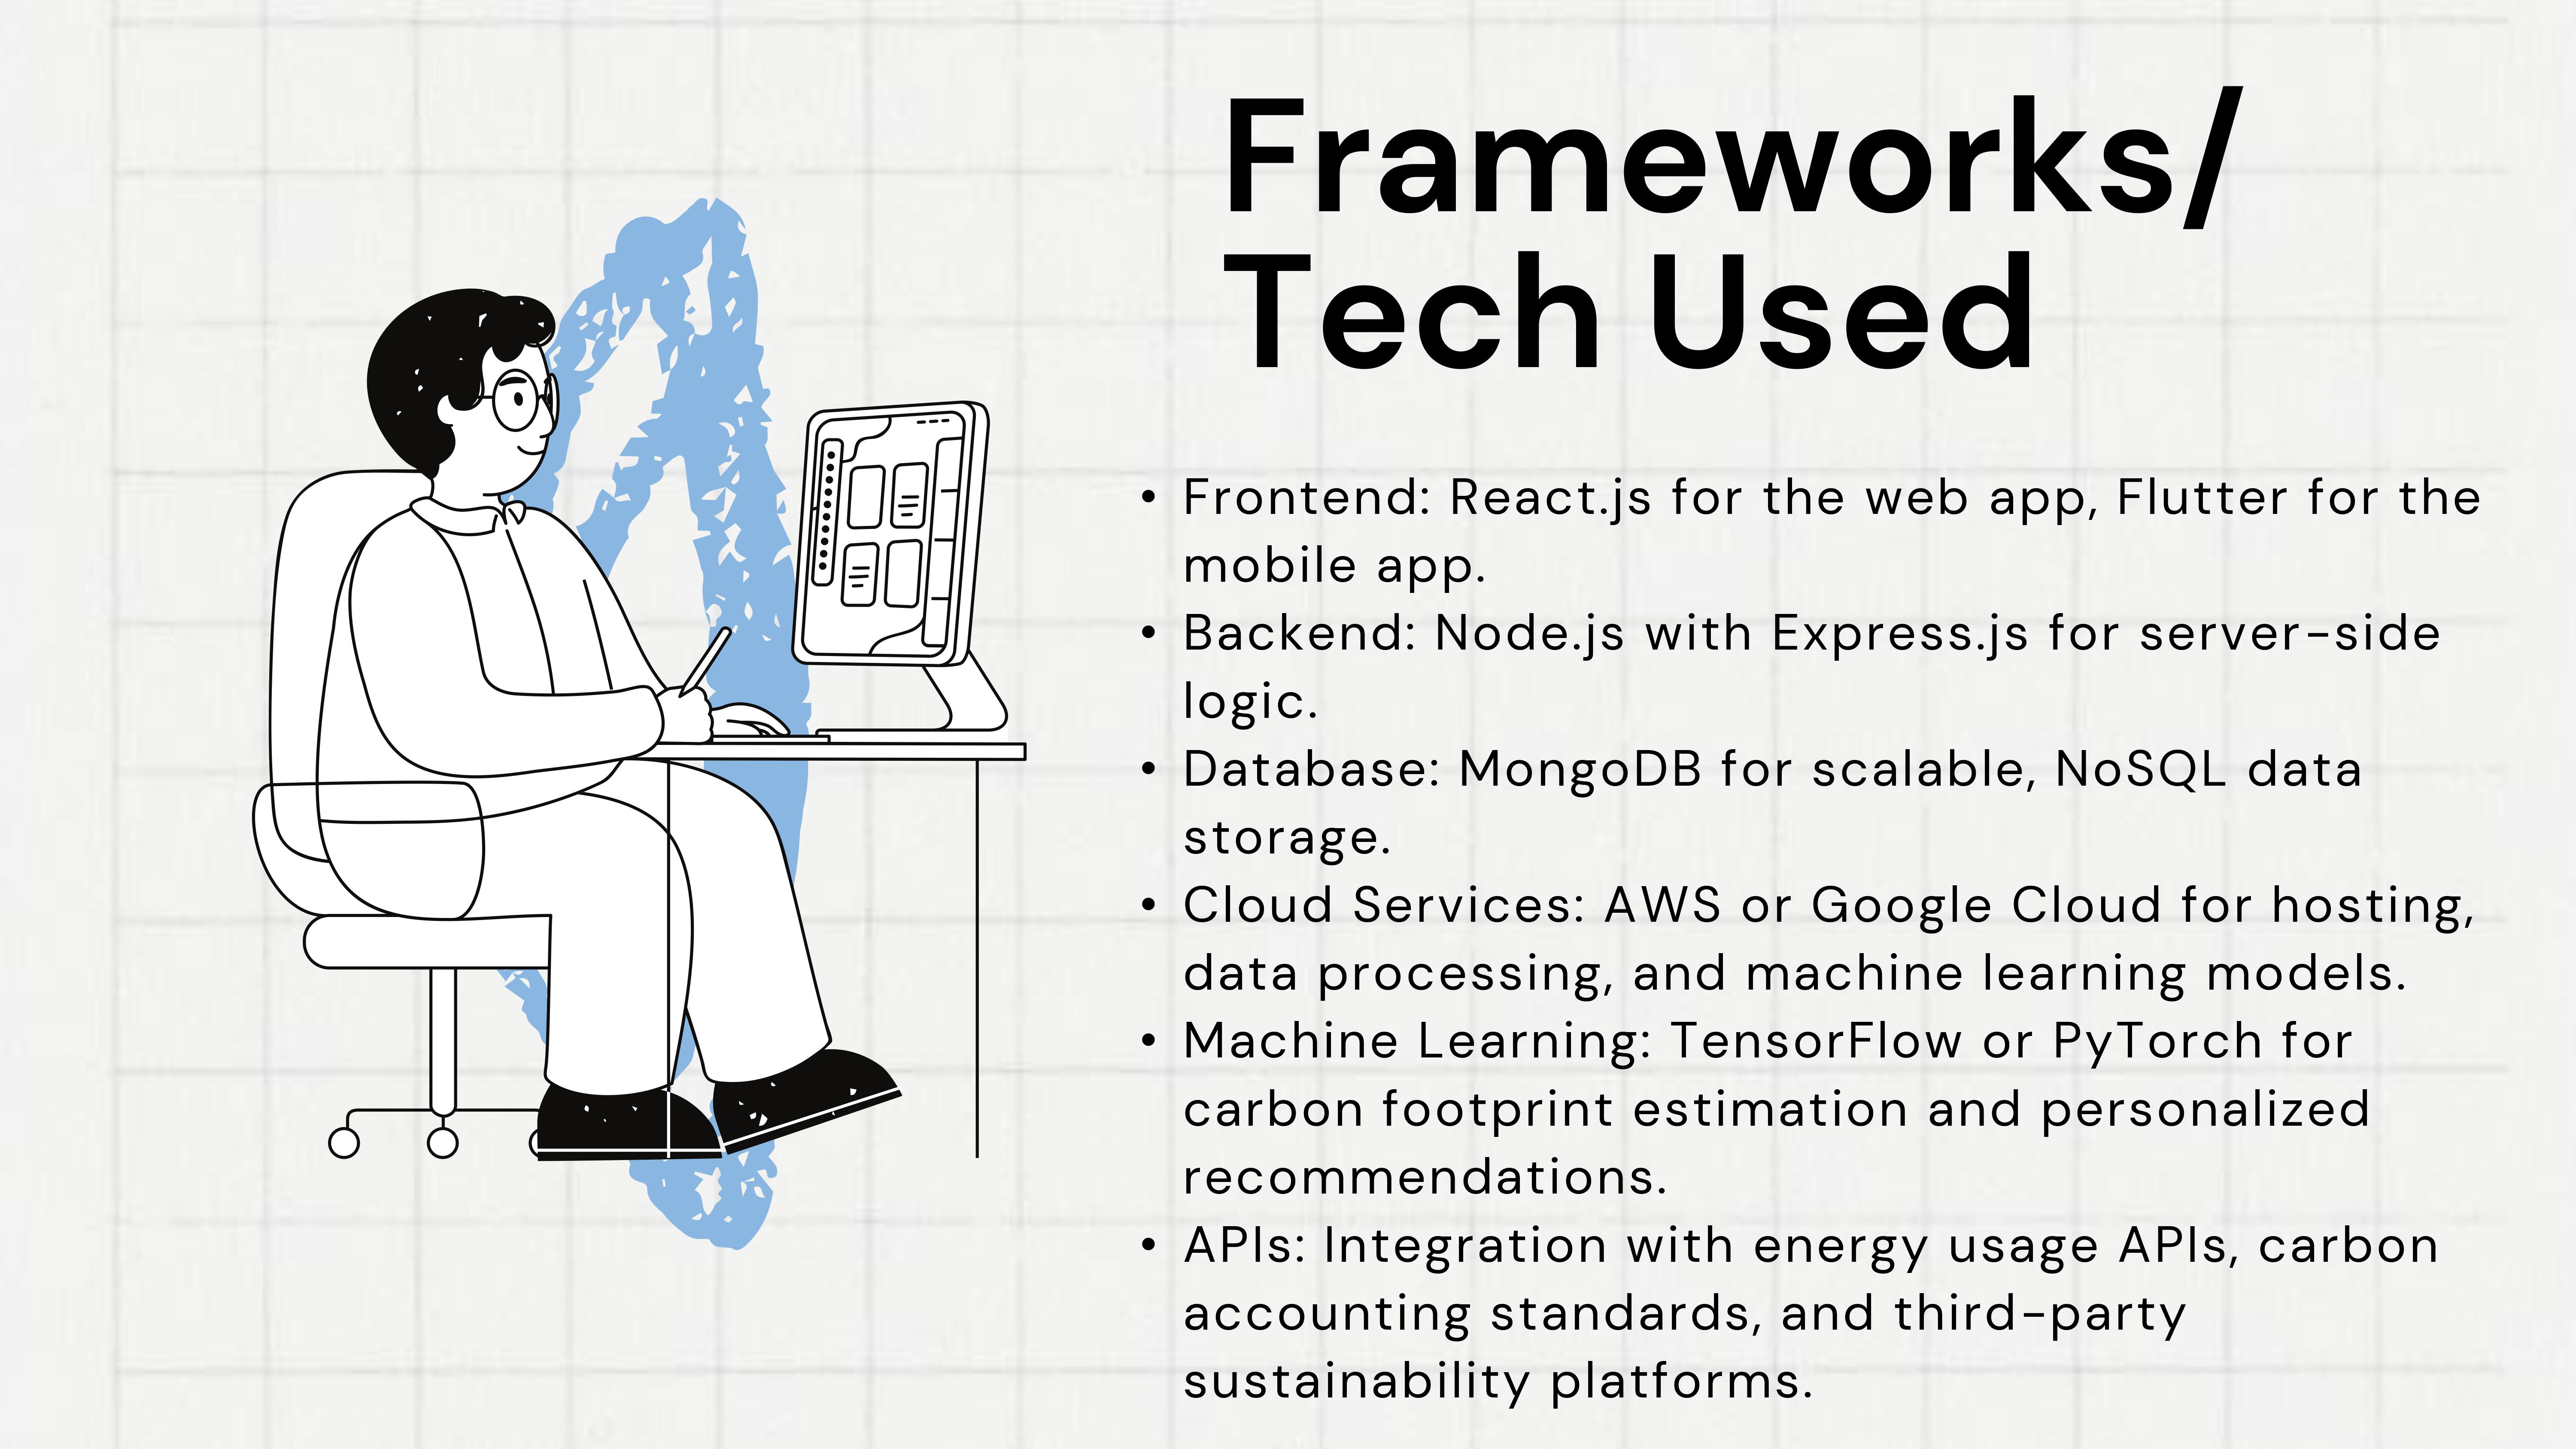 Frameworks/
Tech Used
• Frontend: React.js for the web app, Flutter for the
mobile app.
• Backend: Node.js with Express.js for server-side
logic.
• Database: MongoDB for scalable, NoSQL data
storage.
• Cloud Services: AWS or Google Cloud for hosting,
data processing, and machine learning models.
• Machine Learning: TensorFlow or PyTorch for
carbon footprint estimation and personalized
recommendations.
• APIs: Integration with energy usage APIs, carbon
accounting standards, and third-party
sustainability platforms.